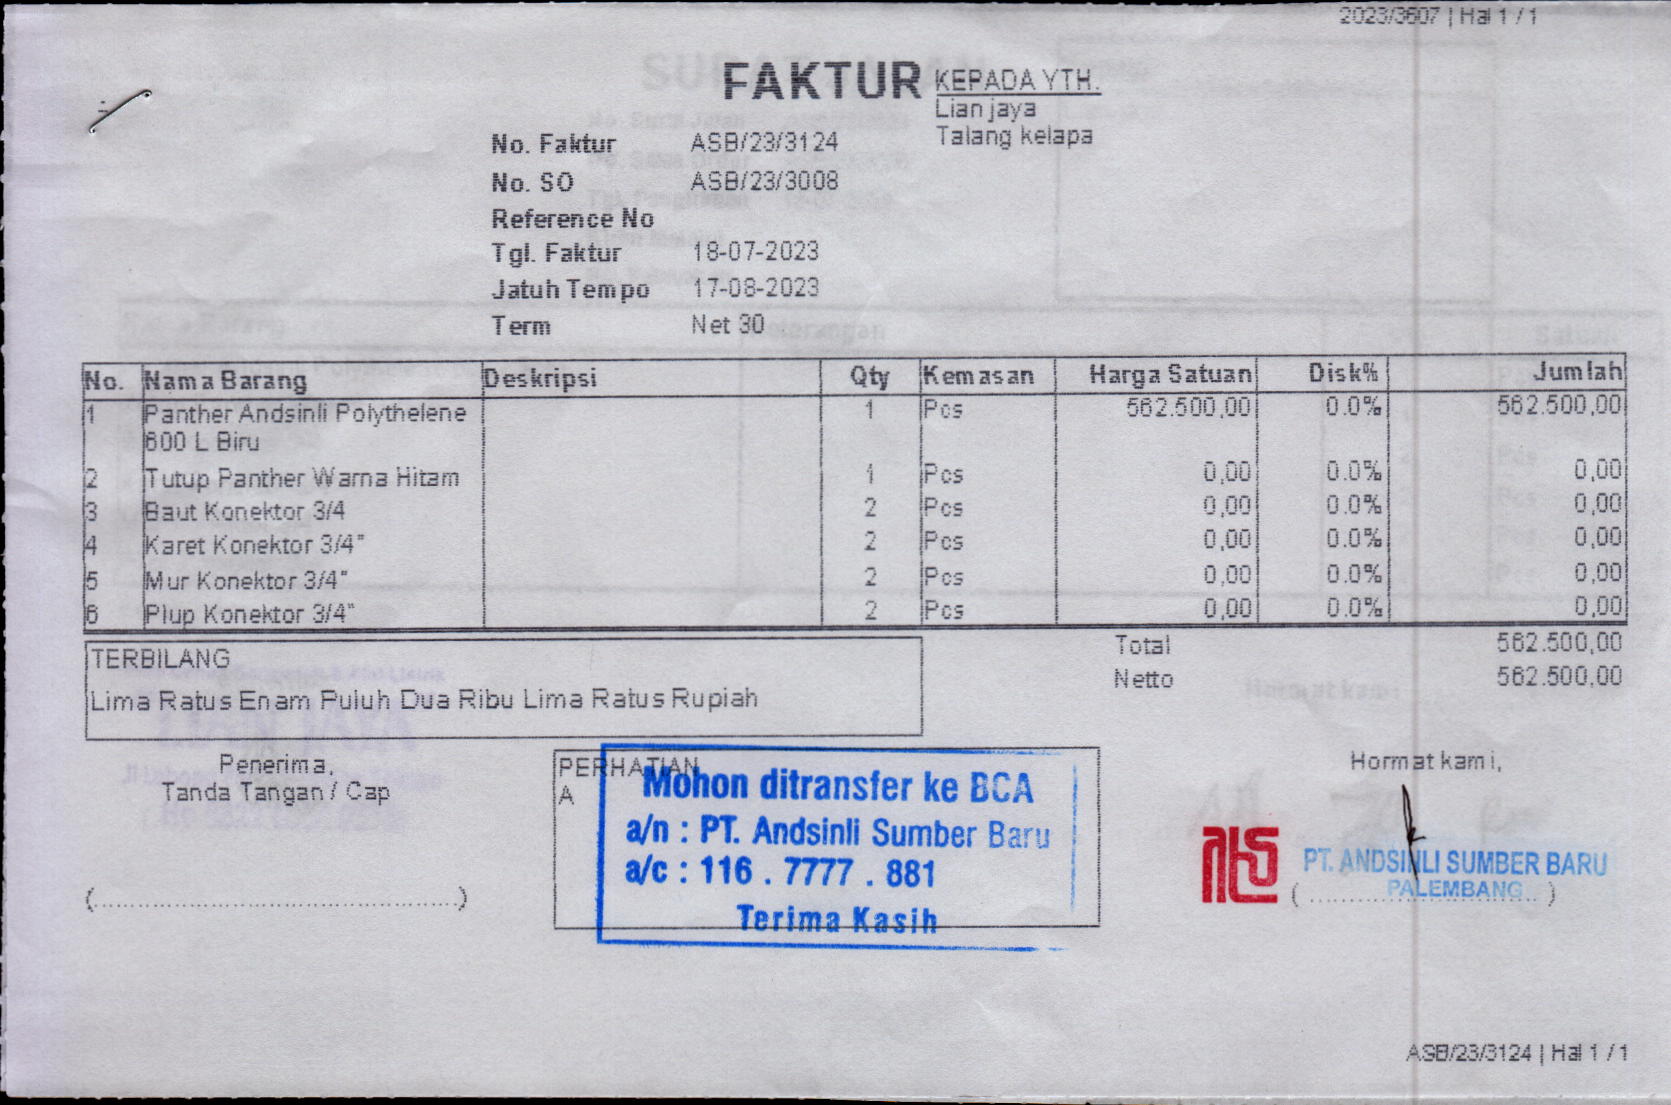 2023/3607 | Hal 1 / 1
FAKTUR
KEPADA YTH.
Lian jaya
Talang kelapa
No. Faktur ASB/23/3124
No. SO ASB/23/3008
Reference No
Tgl. Faktur 18-07-2023
Jatuh Tempo 17-08-2023
Term Net 30
No. Nama Barang Deskripsi Qty Kemasan Harga Satuan Disk% Jumlah
1 Panther Andsinli Polythelene 1 Pcs 562.500,00 0.0% 562.500,00
600 L Biru
2 Tutup Panther Warna Hitam 1 Pcs 0,00 0.0% 0,00
3 Baut Konektor 3/4 2 Pcs 0,00 0.0% 0,00
4 Karet Konektor 3/4" 2 Pcs 0,00 0.0% 0,00
5 Mur Konektor 3/4" 2 Pcs 0,00 0.0% 0,00
6 Plup Konektor 3/4" 2 Pcs 0,00 0.0% 0,00
Total 562.500,00
Netto 562.500,00
TERBILANG
Lima Ratus Enam Puluh Dua Ribu Lima Ratus Rupiah
Penerima,
Tanda Tangan / Cap
(..............................................)
PERHATIAN
A
Mohon ditransfer ke BCA
a/n : PT. Andsinli Sumber Baru
a/c : 116 . 7777 . 881
Terima Kasih
Hormat kami,
PT. ANDSINLI SUMBER BARU
PALEMBANG
(..............................)
ASB/23/3124 | Hal 1 / 1